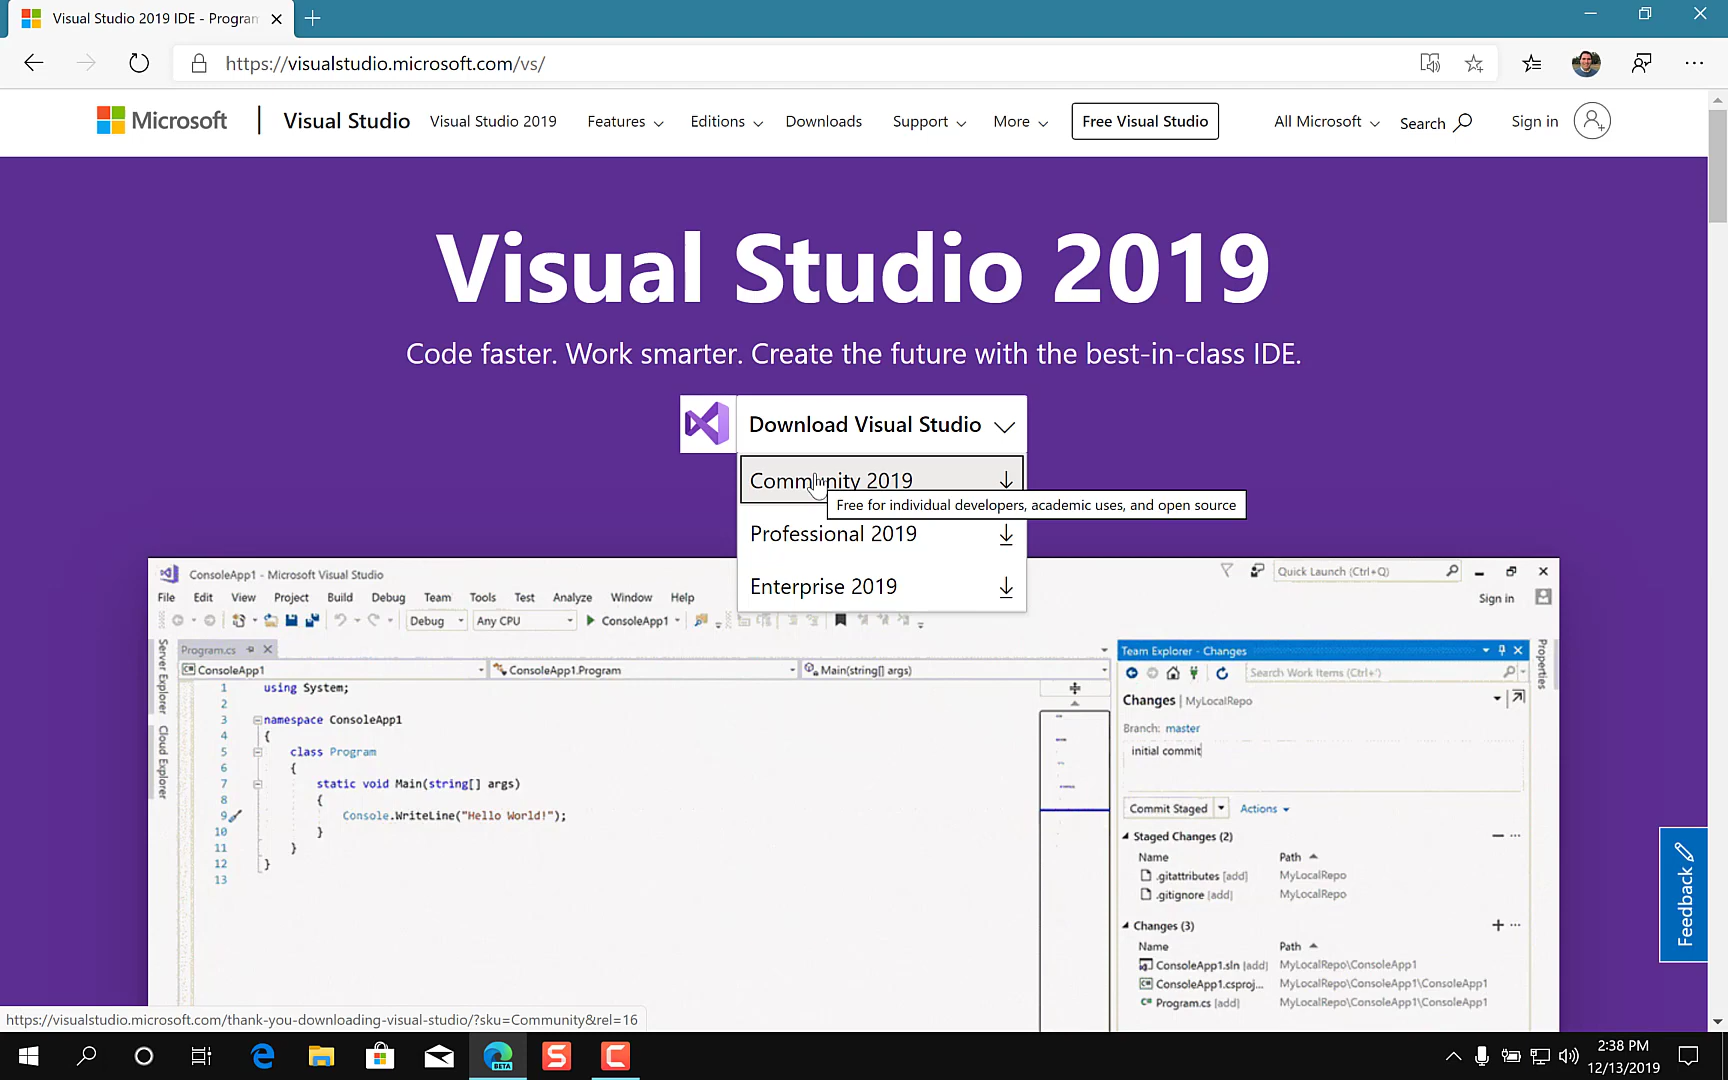 Visual Studio 2019 IDE - Program
https://visualstudio.microsoft.com/vs/
Microsoft
Visual Studio
Visual Studio 2019
Features
Editions
Downloads
Support
More
Free Visual Studio
All Microsoft
Search
Sign in
Visual Studio 2019
Code faster. Work smarter. Create the future with the best-in-class IDE.
Download Visual Studio
Community 2019
Free for individual developers, academic uses, and open source
Professional 2019
Enterprise 2019
ConsoleApp1 - Microsoft Visual Studio
Quick Launch (Ctrl+Q)
File Edit View Project Build Debug Team Tools Test Analyze Window Help
Sign in
Debug
Any CPU
ConsoleApp1
Server Explorer
Cloud Explorer
Program.cs
ConsoleApp1
ConsoleApp1.Program
Main(string[] args)
1 using System;
2
3 namespace ConsoleApp1
4 {
5 class Program
6 {
7 static void Main(string[] args)
8 {
9 Console.WriteLine("Hello World!");
10 }
11 }
12 }
13
Team Explorer - Changes
Search Work Items (Ctrl+')
Changes | MyLocalRepo
Branch: master
initial commit
Commit Staged
Actions
Staged Changes (2)
Name Path
.gitattributes [add] MyLocalRepo
.gitignore [add] MyLocalRepo
Changes (3)
Name Path
ConsoleApp1.sln [add] MyLocalRepo\ConsoleApp1
ConsoleApp1.csproj... MyLocalRepo\ConsoleApp1\ConsoleApp1
Program.cs [add] MyLocalRepo\ConsoleApp1\ConsoleApp1
Properties
Feedback
https://visualstudio.microsoft.com/thank-you-downloading-visual-studio/?sku=Community&rel=16
BETA
S
C
2:38 PM
12/13/2019